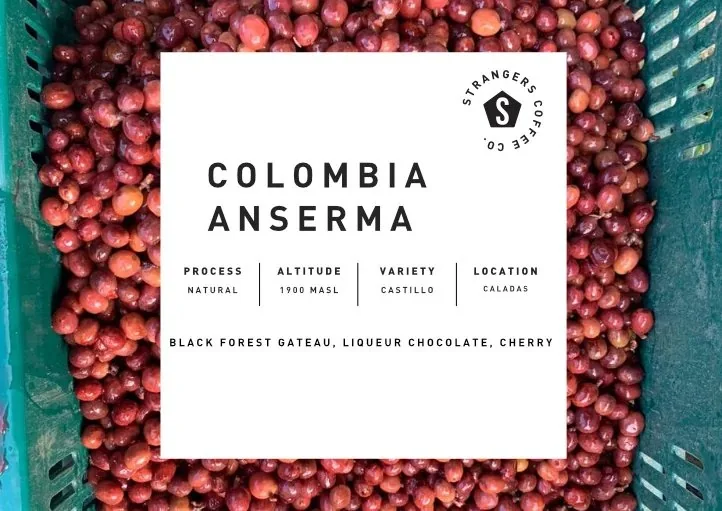 STRANGERS COFFEE CO.
S
COLOMBIA
ANSERMA
PROCESS
NATURAL
ALTITUDE
1900 MASL
VARIETY
CASTILLO
LOCATION
CALADAS
BLACK FOREST GATEAU, LIQUEUR CHOCOLATE, CHERRY